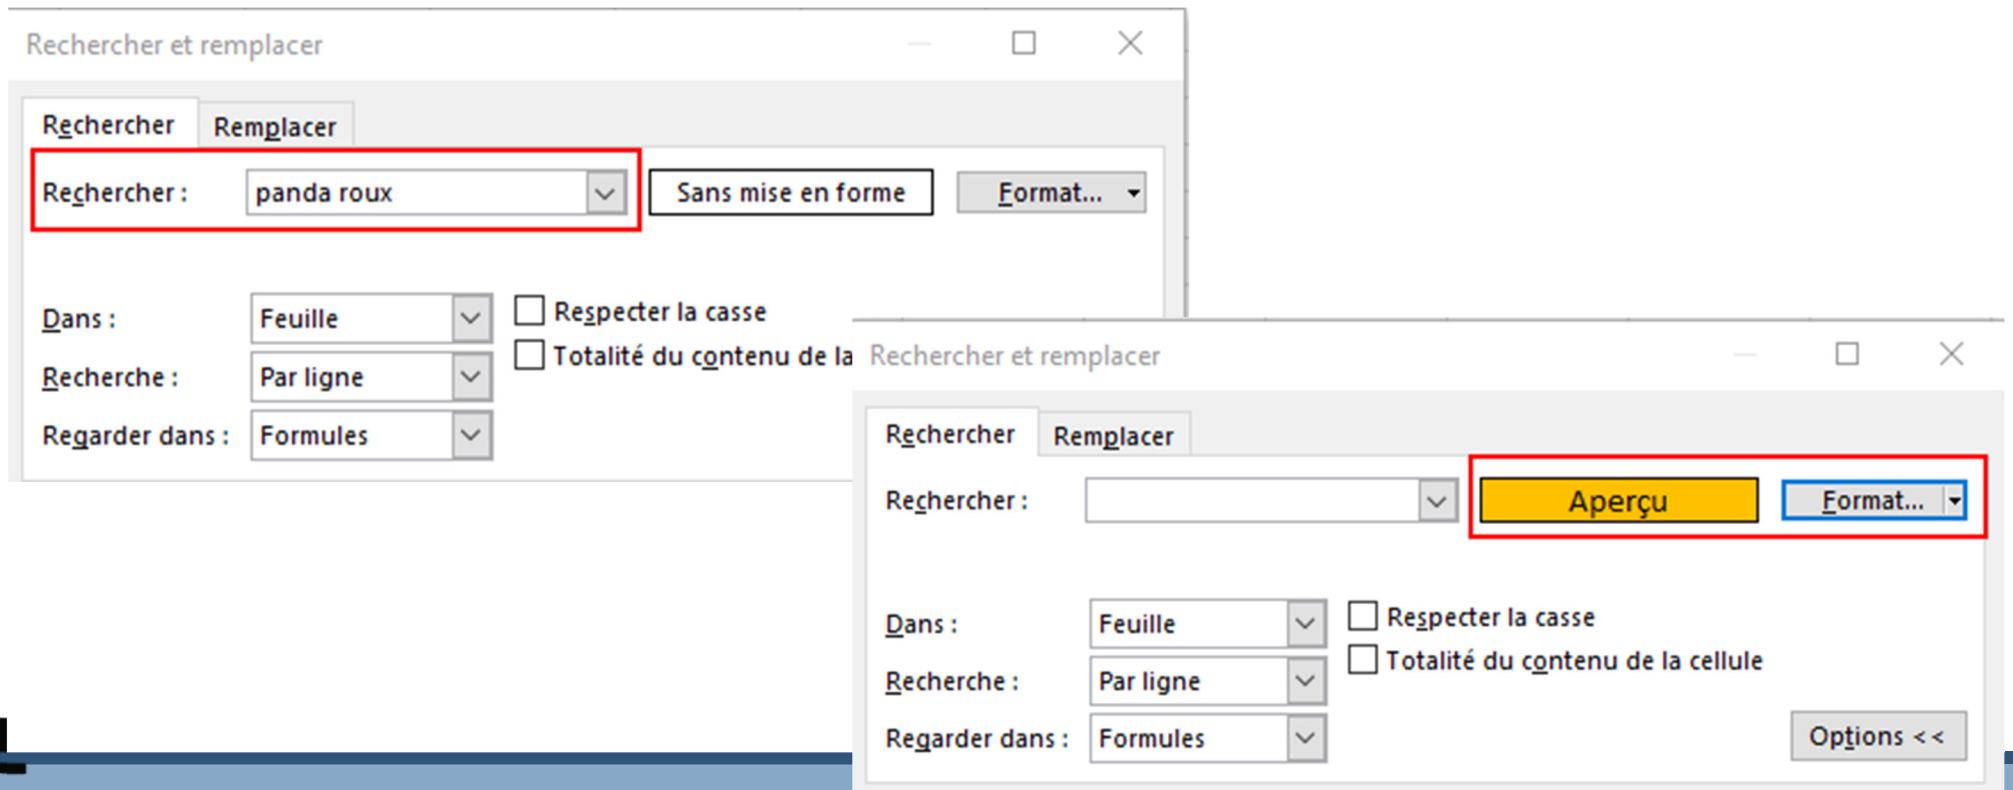 Rechercher et remplacer
Rechercher Remplacer
Rechercher : panda roux Sans mise en forme Format...
Dans : Feuille Respecter la casse
Totalité du contenu de la
Recherche : Par ligne
Regarder dans : Formules
Rechercher et remplacer
Rechercher Remplacer
Rechercher : Aperçu Format...
Dans : Feuille Respecter la casse
Totalité du contenu de la cellule
Recherche : Par ligne
Regarder dans : Formules Options <<